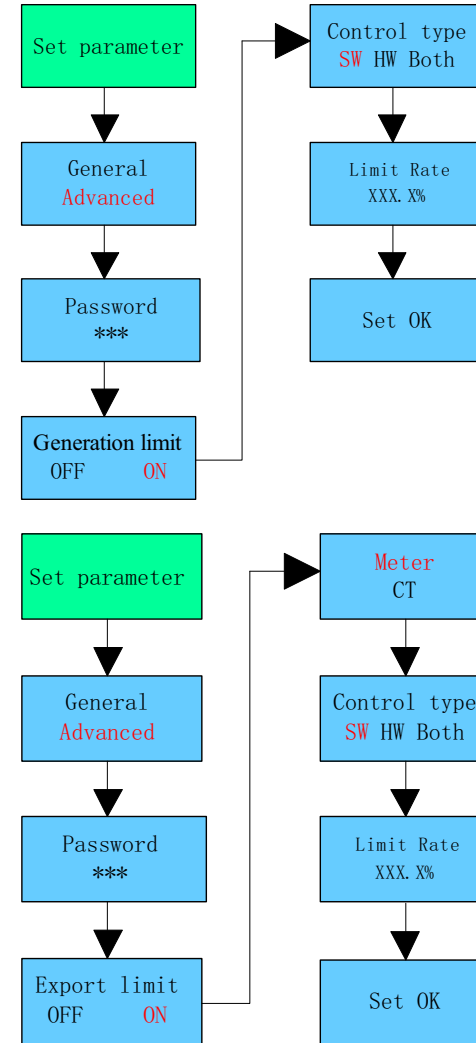 Set parameter
General
Advanced
Password
***
Generation limit
OFF ON
Control type
SW HW Both
Limit Rate
XXX.X%
Set OK
Set parameter
General
Advanced
Password
***
Export limit
OFF ON
Meter
CT
Control type
SW HW Both
Limit Rate
XXX.X%
Set OK